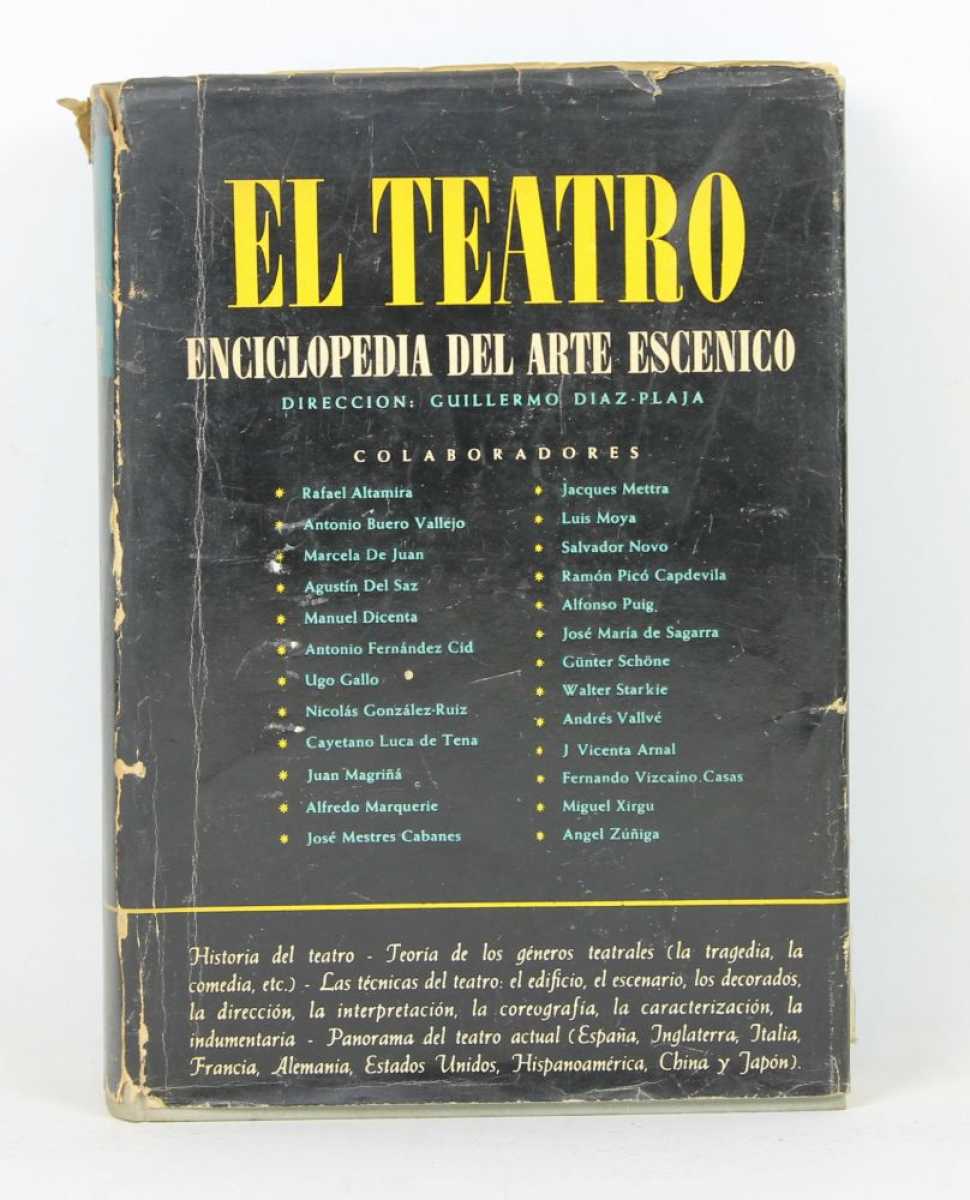 EL TEATRO
ENCICLOPEDIA DEL ARTE ESCENICO
DIRECCION: GUILLERMO DIAZ-PLAJA
COLABORADORES
Rafael Altamira
Antonio Buero Vallejo
Marcela De Juan
Agustín Del Saz
Manuel Dicenta
Antonio Fernández Cid
Ugo Gallo
Nicolás González-Ruiz
Cayetano Luca de Tena
Juan Magriñá
Alfredo Marquerie
José Mestres Cabanes
Jacques Mettra
Luis Moya
Salvador Novo
Ramón Picó Capdevila
Alfonso Puig
José María de Sagarra
Günter Schöne
Walter Starkie
Andrés Vallvé
J Vicenta Arnal
Fernando Vizcaíno Casas
Miguel Xirgu
Angel Zúñiga
Historia del teatro - Teoría de los géneros teatrales (la tragedia, la
comedia, etc.) - Las técnicas del teatro: el edificio, el escenario, los decorados,
la dirección, la interpretación, la coreografía, la caracterización, la
indumentaria - Panorama del teatro actual (España, Inglaterra, Italia,
Francia, Alemania, Estados Unidos, Hispanoamérica, China y Japón).